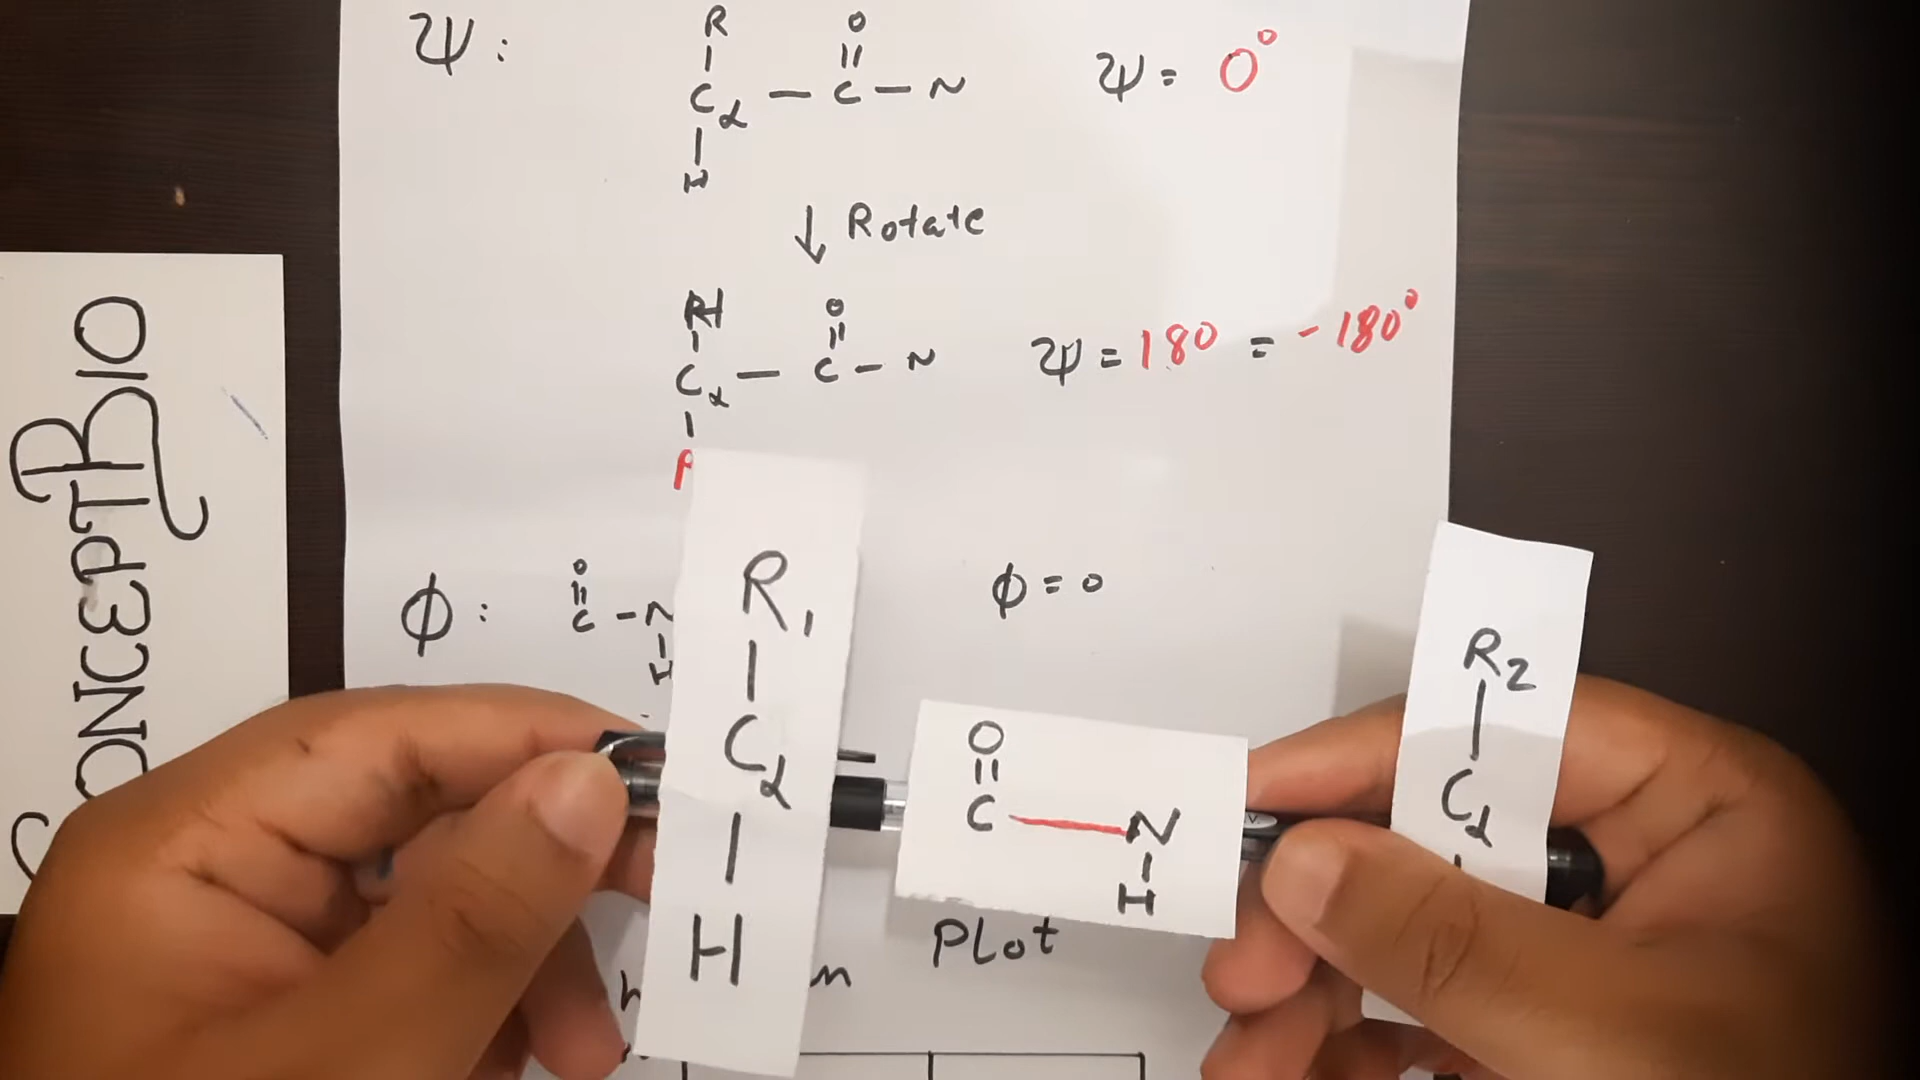 ψ :
R
|
Cα — C — N
O
||
|
H
ψ = 0°
↓ Rotate
O
||
Cα — C — N
|
ψ = 180 = -180°
ϕ :
O
||
C - N
|
H
ϕ = 0
R1
|
Cα
|
H
O
||
C — N
|
H
R2
|
Cα
|
PLot
CONCEPTBIO